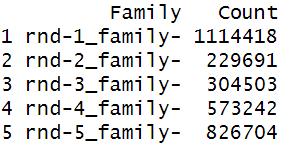 Family Count
1 rnd-1_family- 1114418
2 rnd-2_family- 229691
3 rnd-3_family- 304503
4 rnd-4_family- 573242
5 rnd-5_family- 826704